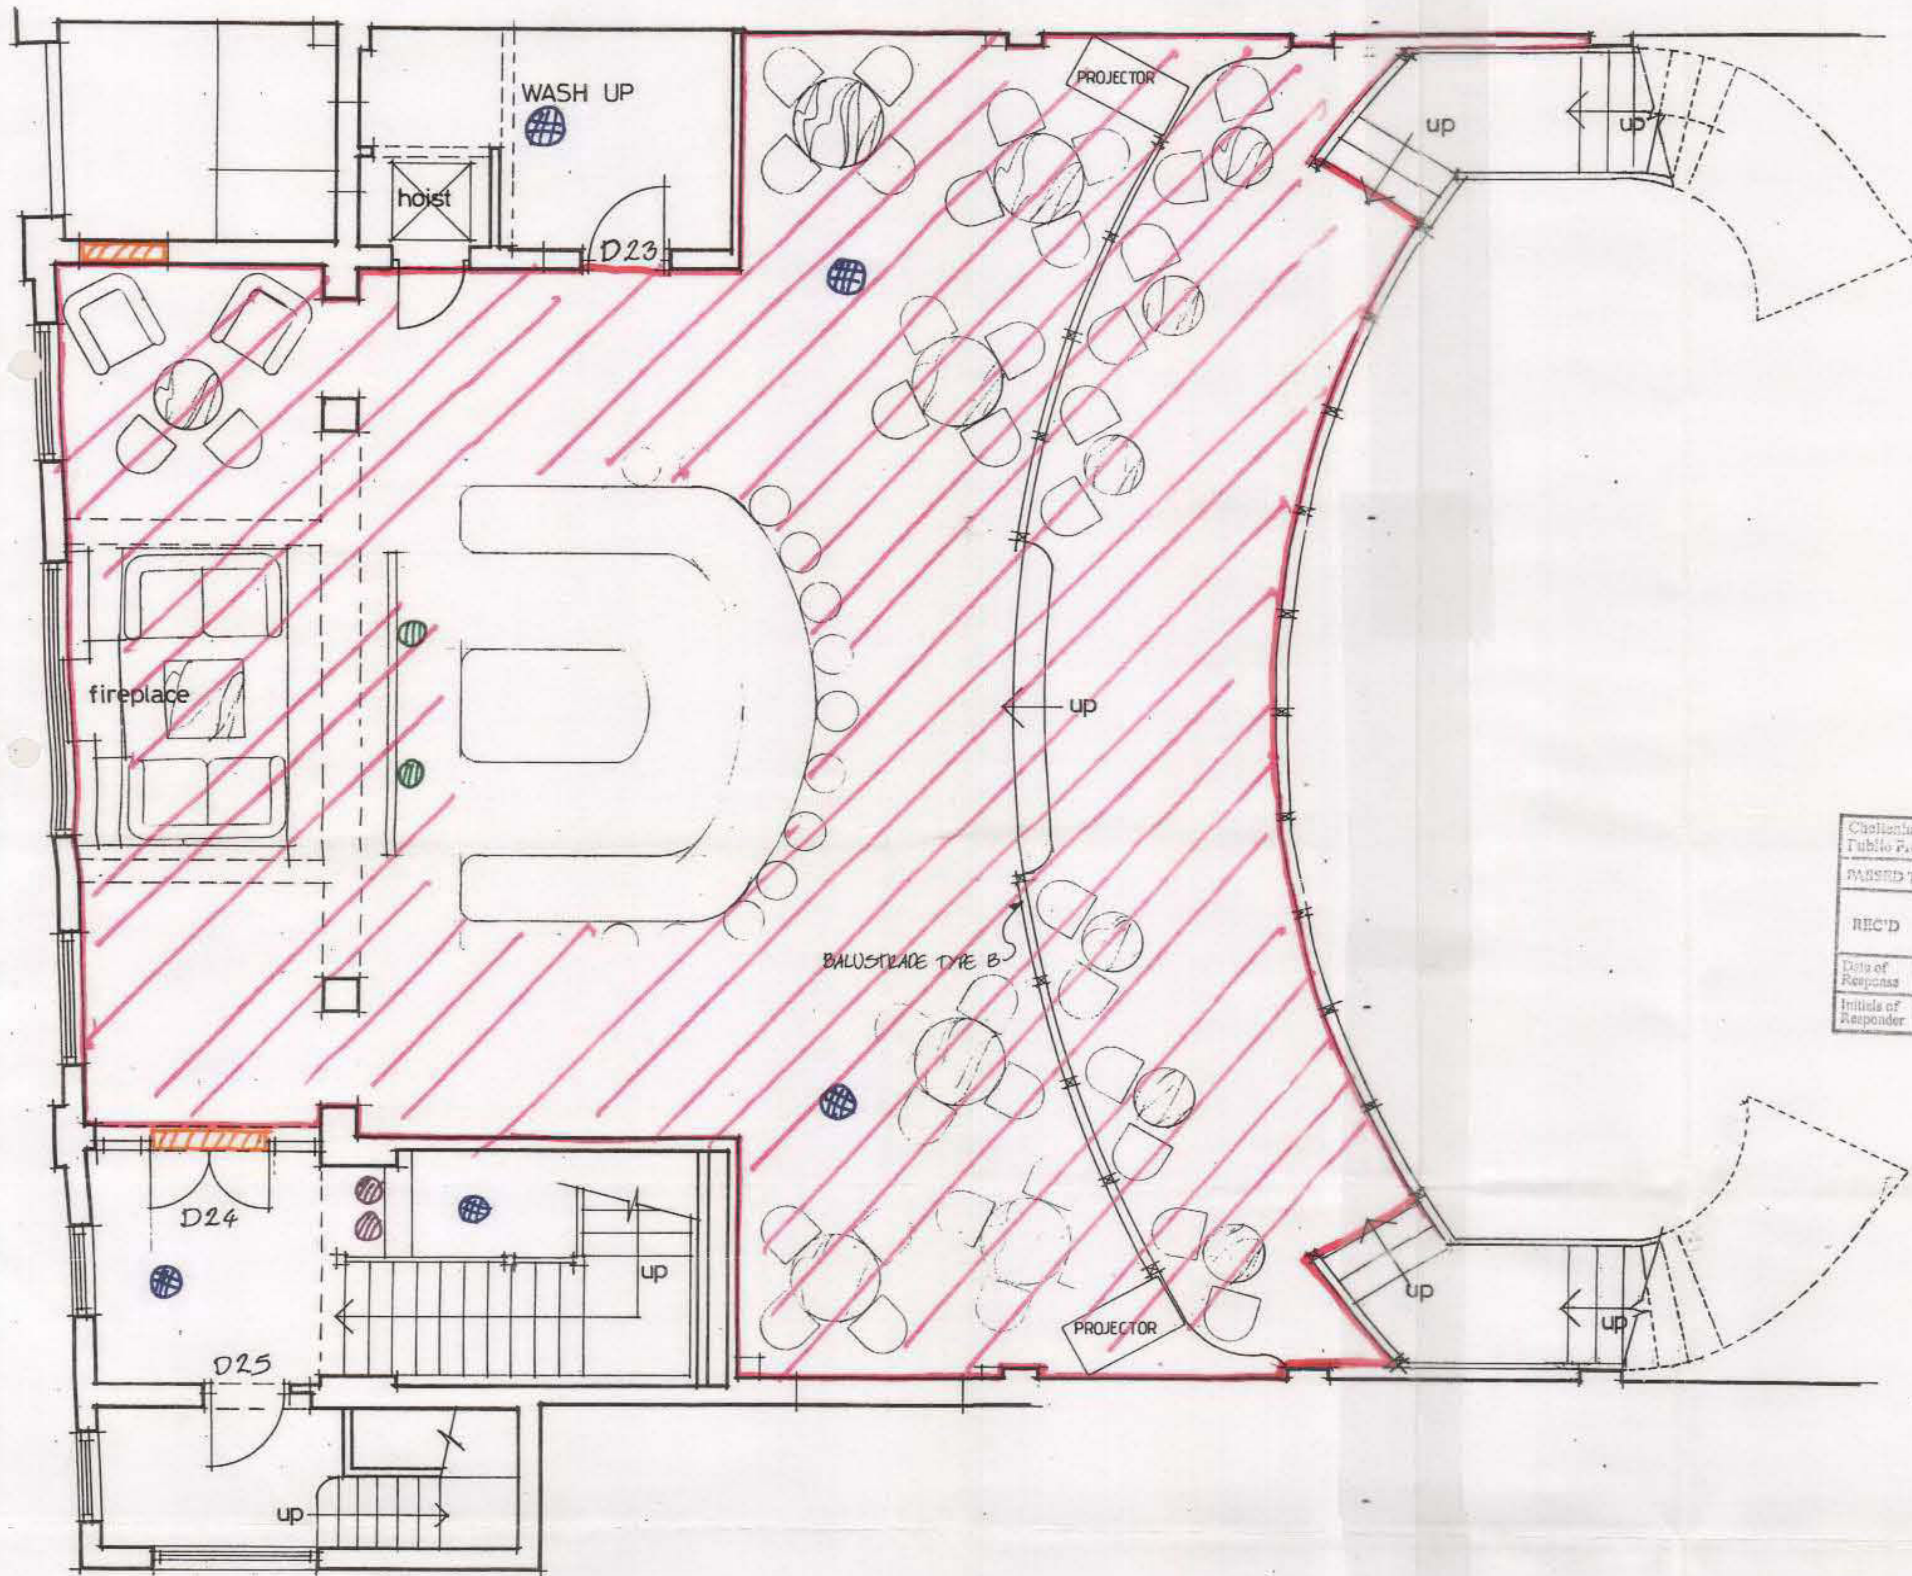 WASH UP
PROJECTOR
up
up
hoist
D23
fireplace
up
BALUSTRADE TYPE B
D24
up
up
up
PROJECTOR
D25
up
PASSED
REC'D
Date of
Response
Initials of
Responder